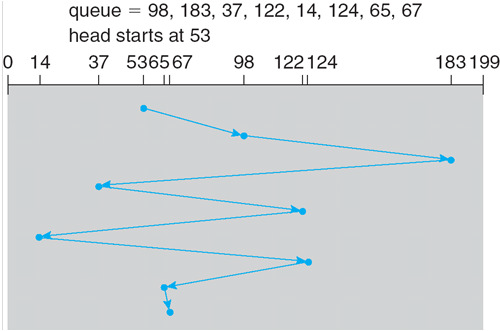 queue = 98, 183, 37, 122, 14, 124, 65, 67
head starts at 53
0 14 37 53 65 67 98 122 124 183 199